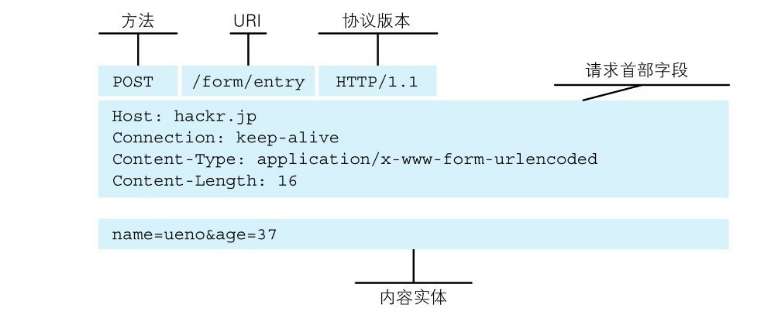 方法 URI 协议版本
请求首部字段
POST /form/entry HTTP/1.1
Host: hackr.jp
Connection: keep-alive
Content-Type: application/x-www-form-urlencoded
Content-Length: 16
name=ueno&age=37
内容实体